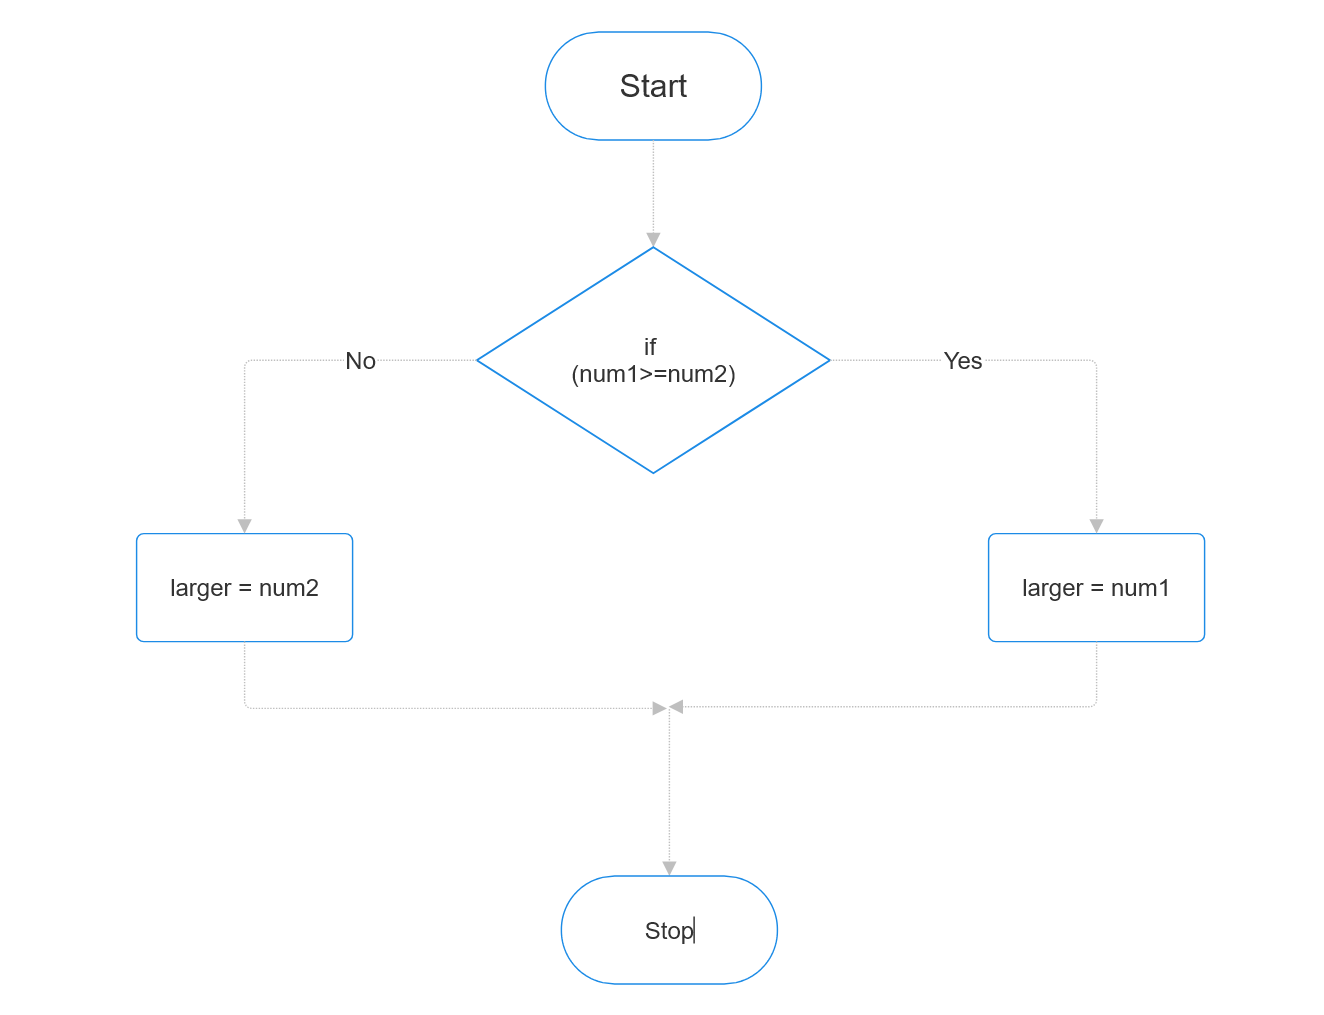 Start
if
(num1>=num2)
No
Yes
larger = num2
larger = num1
Stop